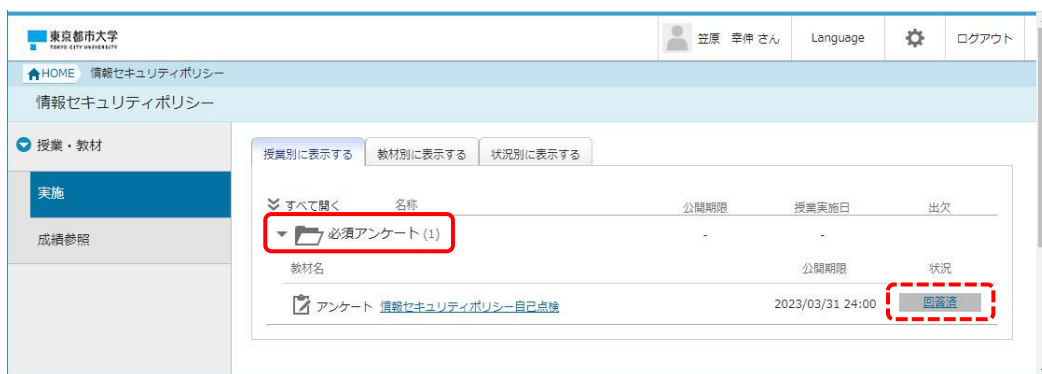 東京都市大学
TOKYO CITY UNIVERSITY
笠原 幸伸 さん Language ログアウト
HOME 情報セキュリティポリシー
情報セキュリティポリシー
授業・教材
授業別に表示する 教材別に表示する 状況別に表示する
実施
すべて開く 名称 公開期限 授業実施日 出欠
必須アンケート (1) - -
成績参照
教材名 公開期限 状況
アンケート 情報セキュリティポリシー自己点検 2023/03/31 24:00 回答済